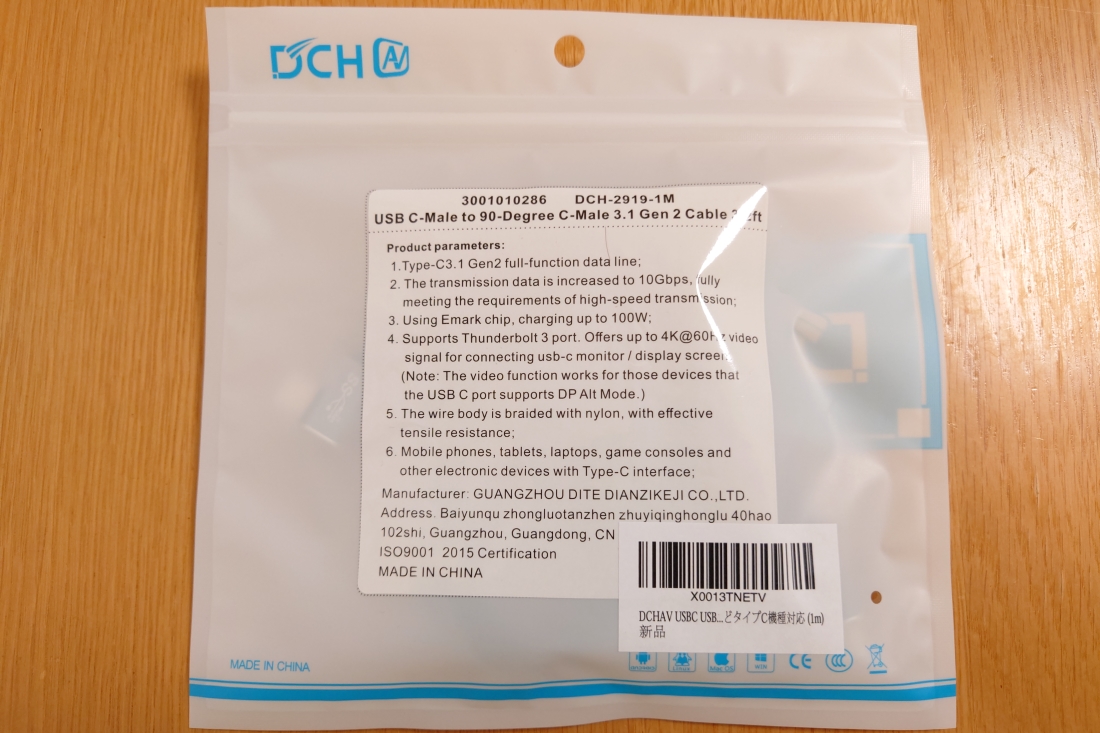 DCH AV
3001010286 DCH-2919-1M
USB C-Male to 90-Degree C-Male 3.1 Gen 2 Cable
Product parameters:
1.Type-C3.1 Gen2 full-function data line;
2. The transmission data is increased to 10Gbps, fully
meeting the requirements of high-speed transmission;
3. Using Emark chip, charging up to 100W;
4. Supports Thunderbolt 3 port. Offers up to 4K@60Hz video
signal for connecting usb-c monitor / display screen
(Note: The video function works for those devices that
the USB C port supports DP Alt Mode.)
5. The wire body is braided with nylon, with effective
tensile resistance;
6. Mobile phones, tablets, laptops, game consoles and
other electronic devices with Type-C interface;
Manufacturer: GUANGZHOU DITE DIANZIKEJI CO.,LTD.
Address. Baiyunqu zhongluotanzhen zhuyiqinghonglu 40hao
102shi, Guangzhou, Guangdong, CN
ISO9001 2015 Certification
MADE IN CHINA
X0013TNETV
DCHAV USBC USB...どタイプC機種対応 (1m)
新品
MADE IN CHINA
Mac OS WIN CE